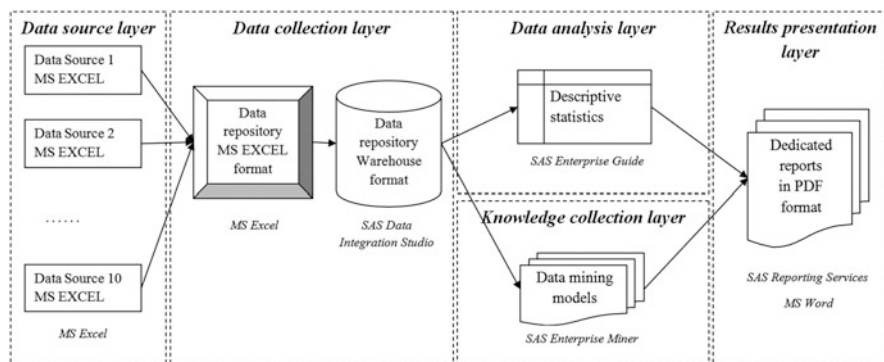 Data source layer
Data Source 1
MS EXCEL
Data Source 2
MS EXCEL
......
Data Source 10
MS EXCEL
MS Excel
Data collection layer
Data
repository
MS EXCEL
format
MS Excel
Data
repository
Warehouse
format
SAS Data
Integration Studio
Data analysis layer
Descriptive
statistics
SAS Enterprise Guide
Knowledge collection layer
Data mining
models
SAS Enterprise Miner
Results presentation
layer
Dedicated
reports
in PDF
format
SAS Reporting Services
MS Word